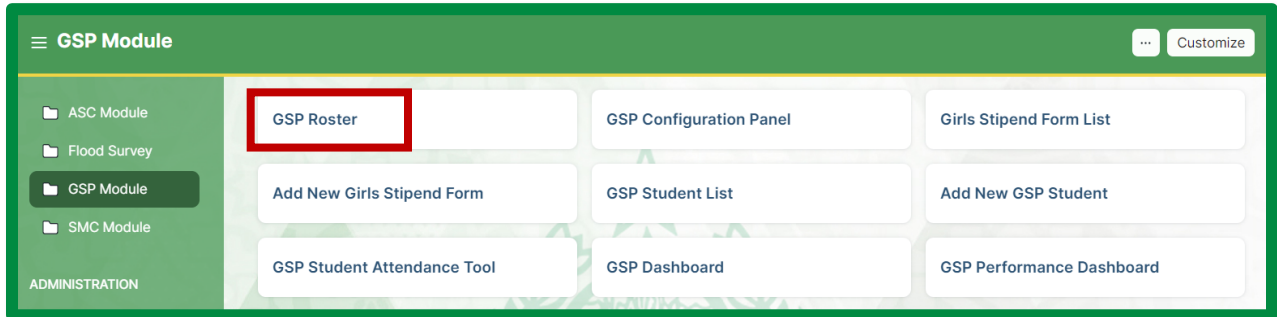 GSP Module
... Customize
ASC Module
Flood Survey
GSP Module
SMC Module
ADMINISTRATION
GSP Roster
GSP Configuration Panel
Girls Stipend Form List
Add New Girls Stipend Form
GSP Student List
Add New GSP Student
GSP Student Attendance Tool
GSP Dashboard
GSP Performance Dashboard